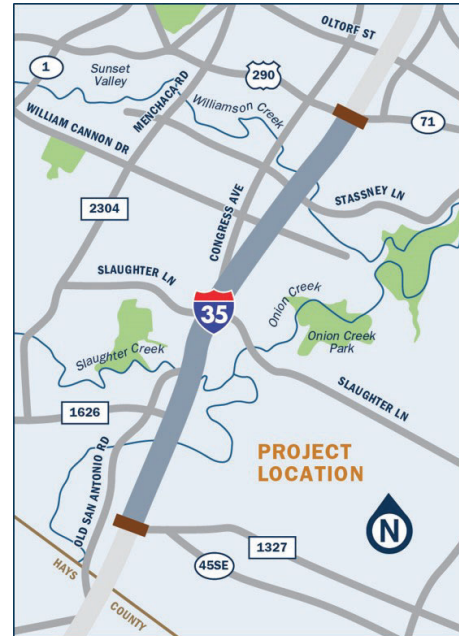 OLTORF ST
1
Sunset
Valley
MENCHACA RD
290
Williamson Creek
71
WILLIAM CANNON DR
2304
CONGRESS AVE
STASSNEY LN
SLAUGHTER LN
35
Onion Creek
Onion Creek
Park
Slaughter Creek
SLAUGHTER LN
1626
PROJECT
LOCATION
OLD SAN ANTONIO RD
N
1327
45SE
HAYS
COUNTY